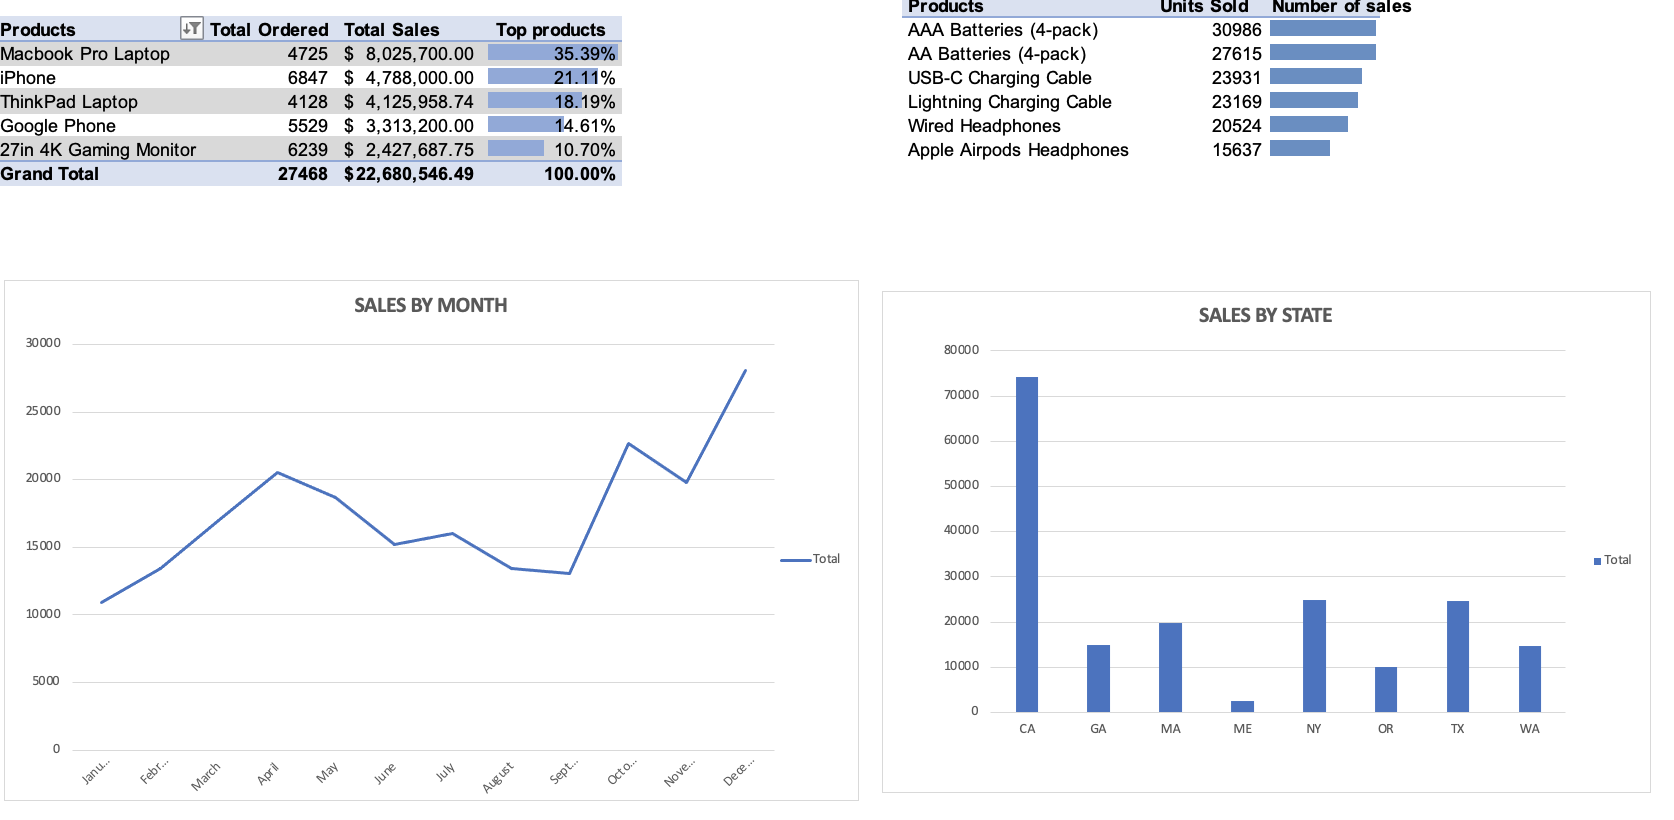 Products Total Ordered Total Sales Top products
Macbook Pro Laptop 4725 $ 8,025,700.00 35.39%
iPhone 6847 $ 4,788,000.00 21.11%
ThinkPad Laptop 4128 $ 4,125,958.74 18.19%
Google Phone 5529 $ 3,313,200.00 14.61%
27in 4K Gaming Monitor 6239 $ 2,427,687.75 10.70%
Grand Total 27468 $22,680,546.49 100.00%
Products Units Sold Number of sales
AAA Batteries (4-pack) 30986
AA Batteries (4-pack) 27615
USB-C Charging Cable 23931
Lightning Charging Cable 23169
Wired Headphones 20524
Apple Airpods Headphones 15637
SALES BY MONTH
30000
25000
20000
15000
10000
5000
0
Janu... Febr... March April May June July August Sept... Octo... Nove... Dece...
Total
SALES BY STATE
80000
70000
60000
50000
40000
30000
20000
10000
0
CA GA MA ME NY OR TX WA
Total